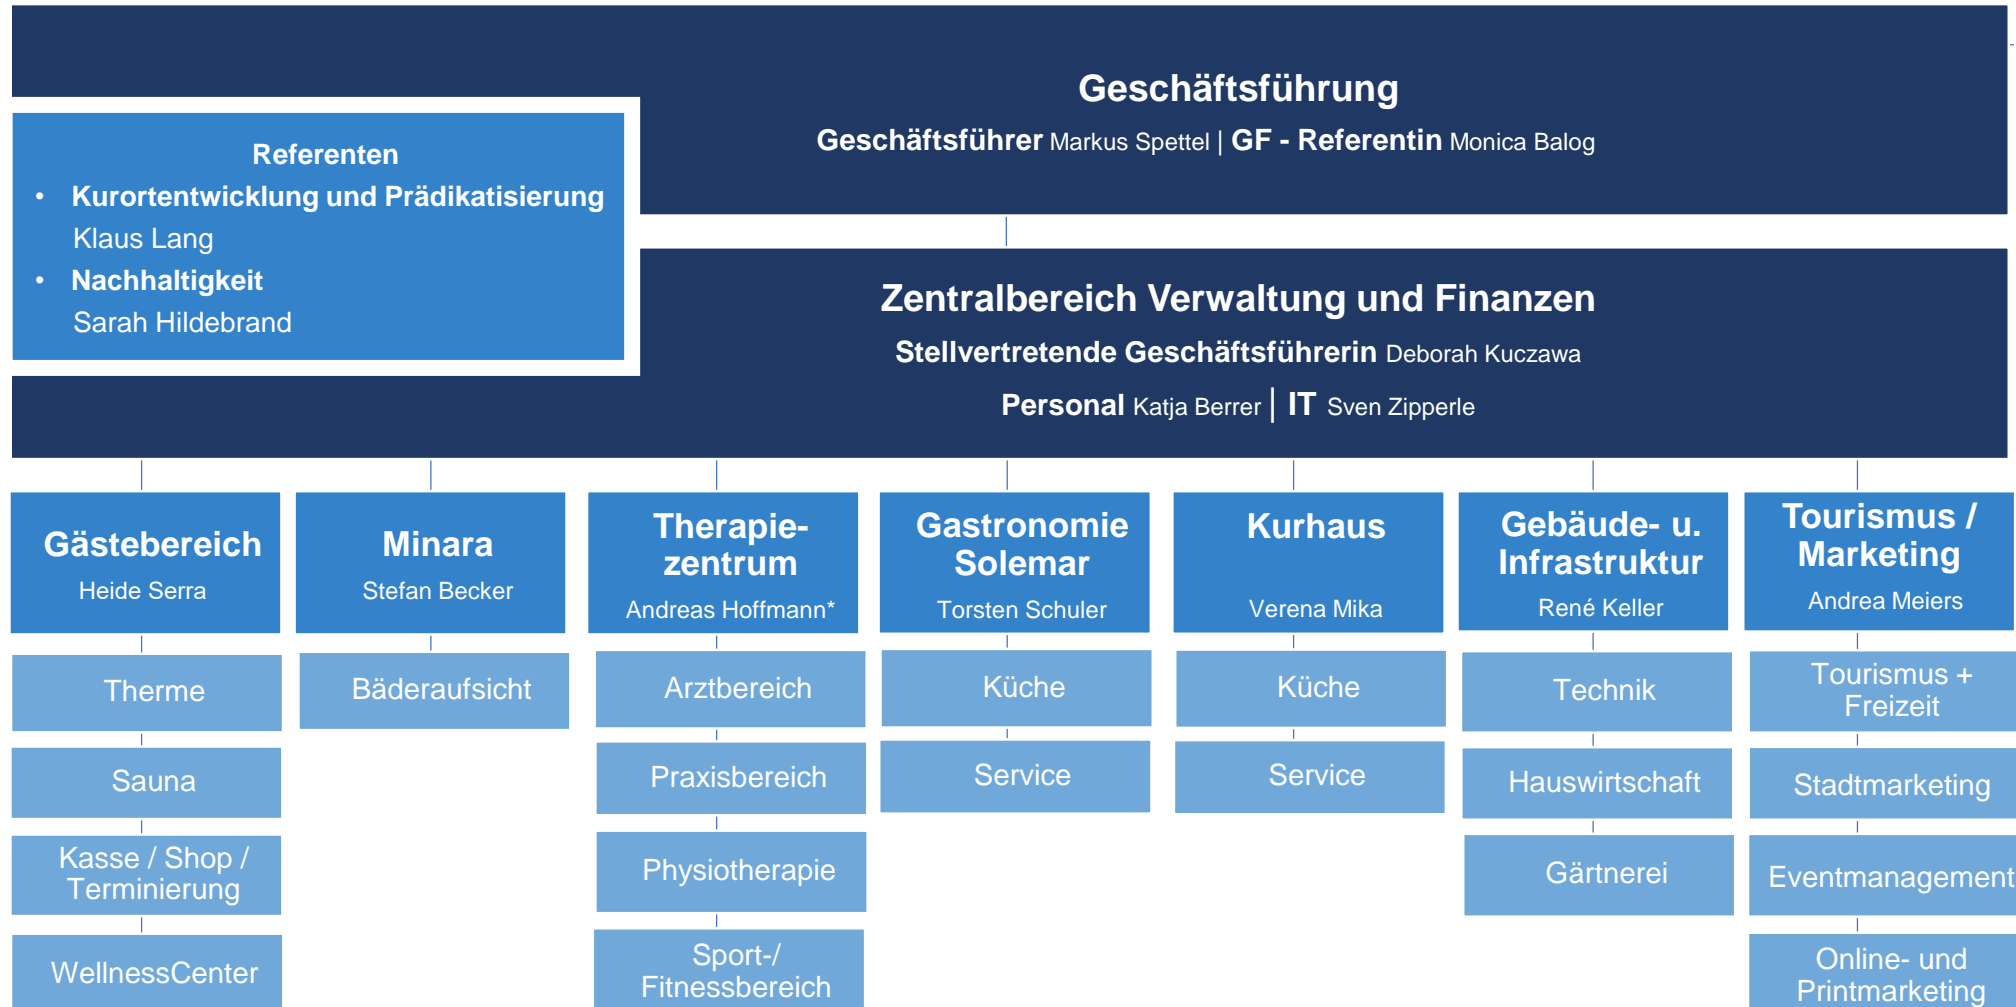 Geschäftsführung
Geschäftsführer Markus Spettel | GF - Referentin Monica Balog
Referenten
• Kurortentwicklung und Prädikatisierung
Klaus Lang
• Nachhaltigkeit
Sarah Hildebrand
Zentralbereich Verwaltung und Finanzen
Stellvertretende Geschäftsführerin Deborah Kuczawa
Personal Katja Berrer | IT Sven Zipperle
Gästebereich
Heide Serra
Therme
Sauna
Kasse / Shop /
Terminierung
WellnessCenter
Minara
Stefan Becker
Bäderaufsicht
Therapie-
zentrum
Andreas Hoffmann*
Arztbereich
Praxisbereich
Physiotherapie
Sport-/
Fitnessbereich
Gastronomie
Solemar
Torsten Schuler
Küche
Service
Kurhaus
Verena Mika
Küche
Service
Gebäude- u.
Infrastruktur
René Keller
Technik
Hauswirtschaft
Gärtnerei
Tourismus /
Marketing
Andrea Meiers
Tourismus +
Freizeit
Stadtmarketing
Eventmanagement
Online- und
Printmarketing